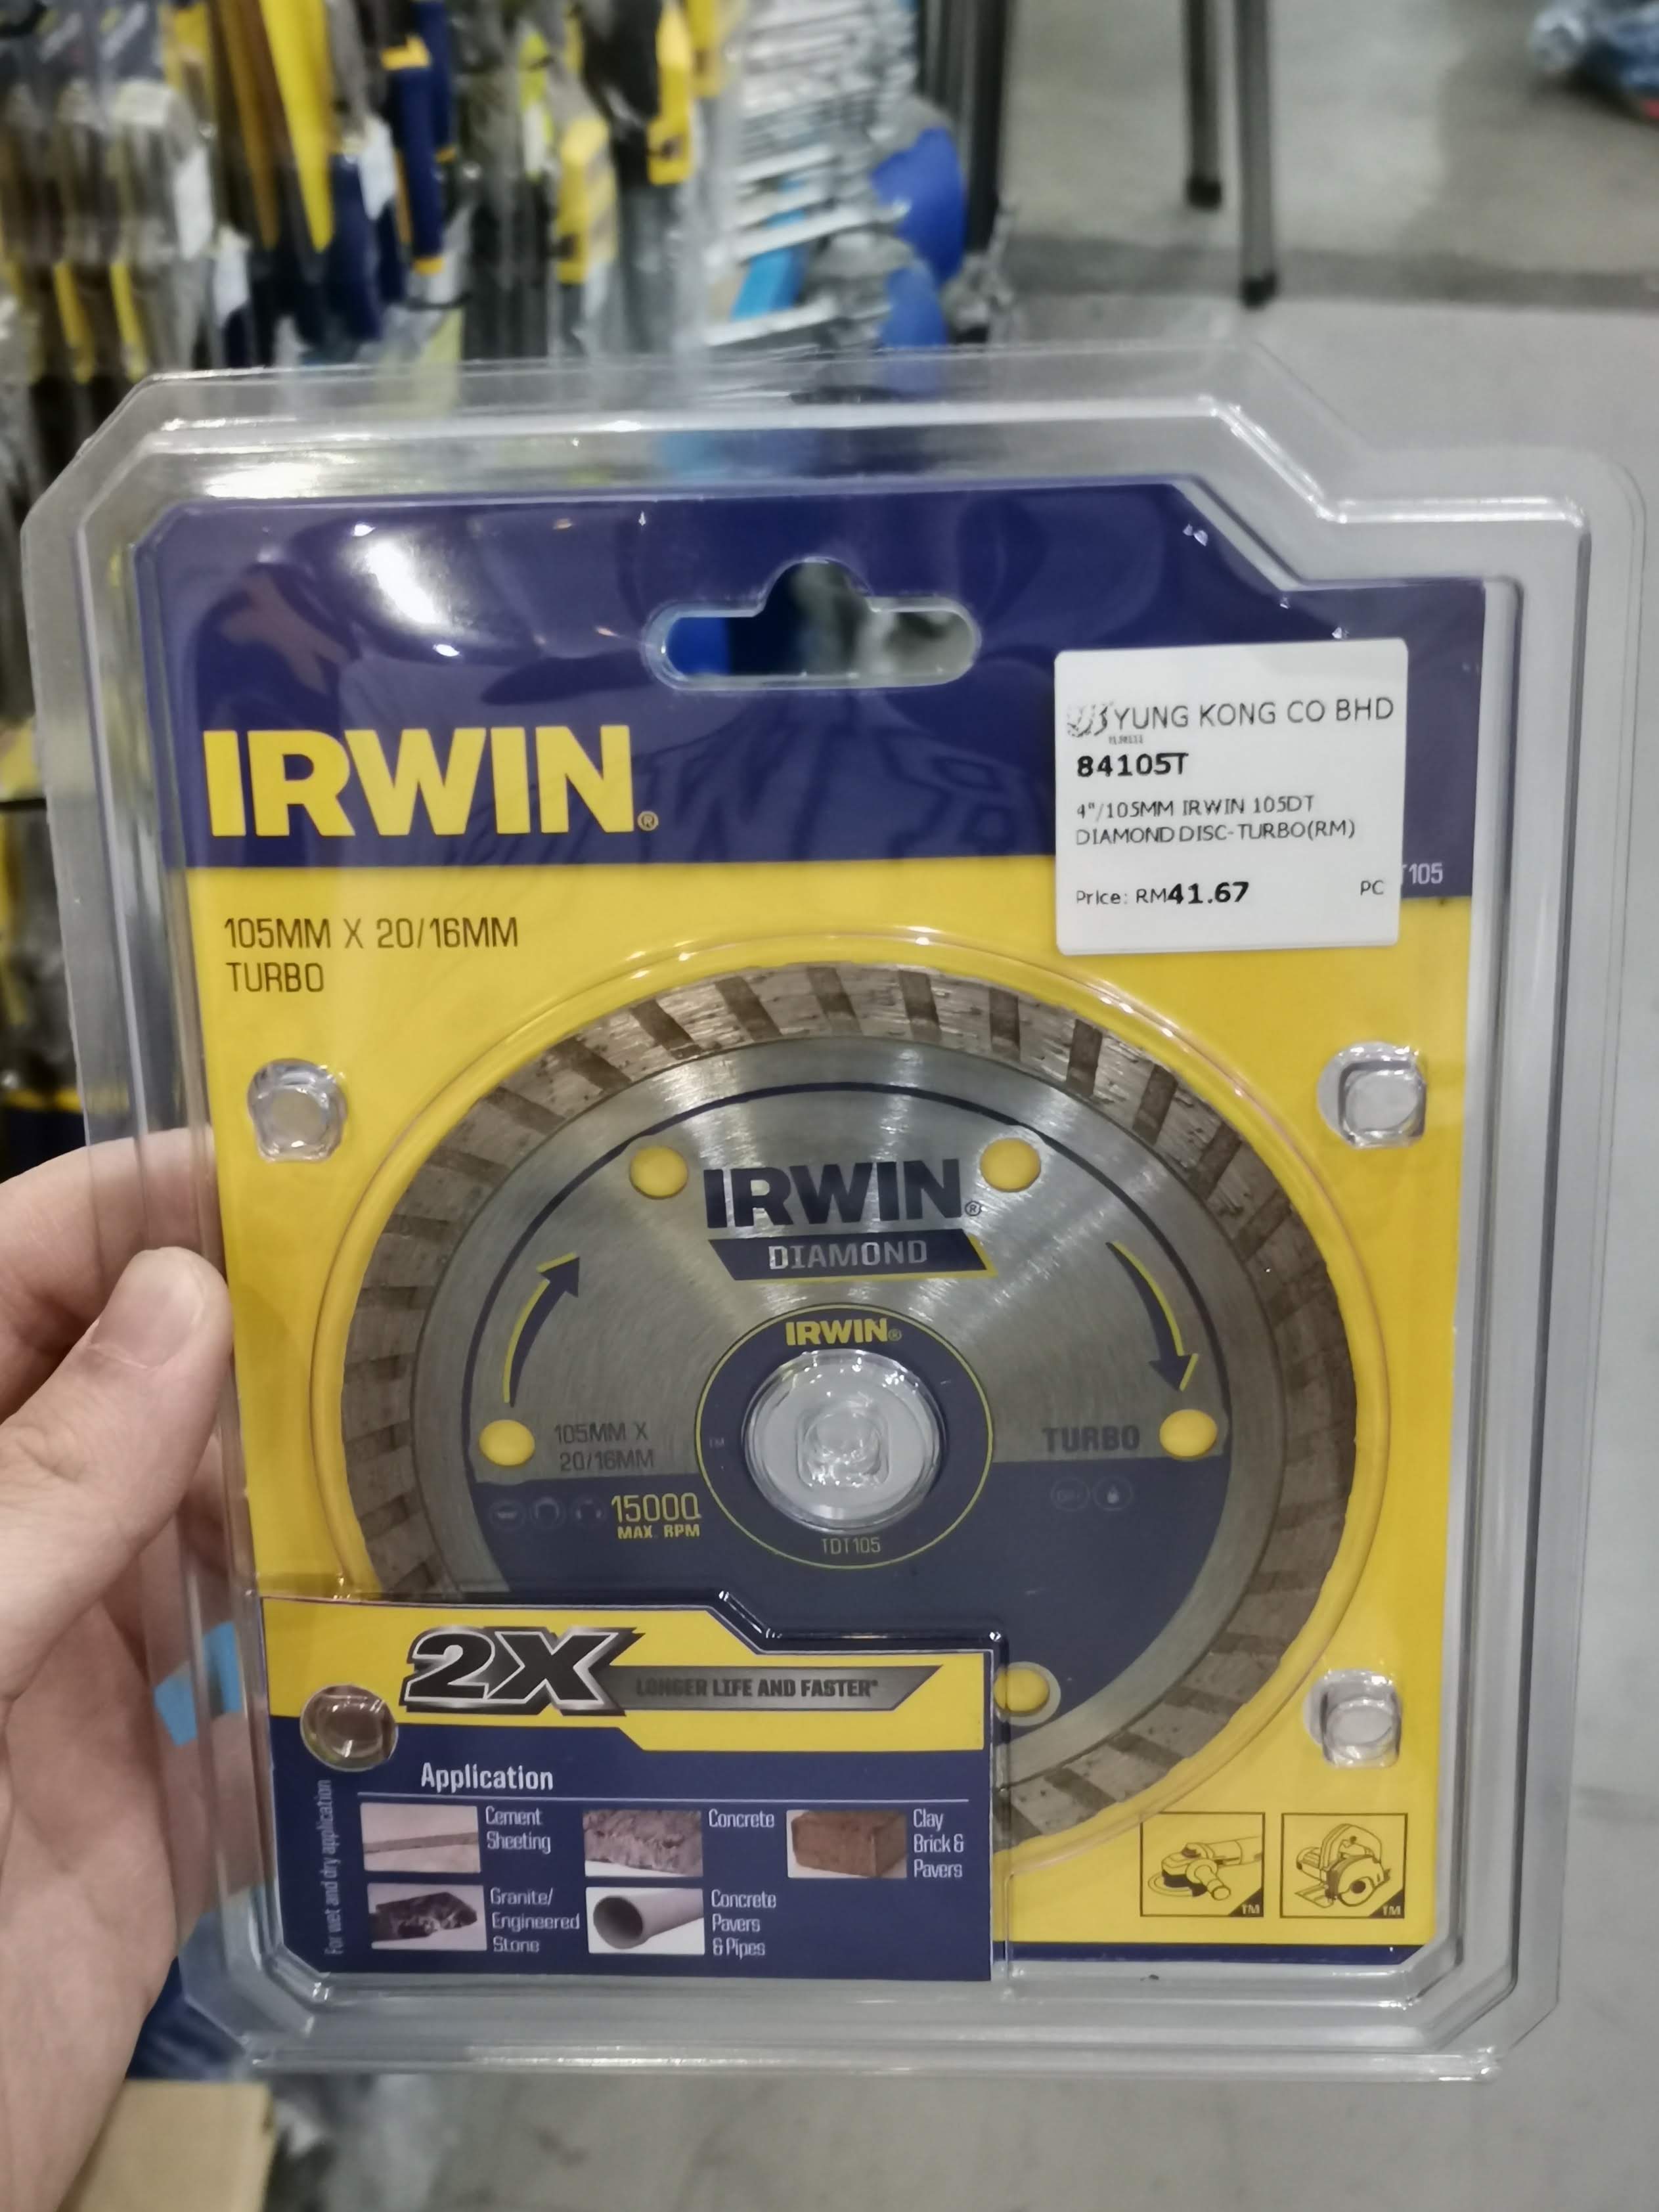 IRWIN®
YUNG KONG CO BHD
84105T
4"/105MM IRWIN 105DT
DIAMOND DISC-TURBO(RM)
Price: RM41.67 PC
T105
105MM X 20/16MM
TURBO
IRWIN®
DIAMOND
IRWIN®
105MM X
20/16MM
TURBO
15000
MAX RPM
TM
TDT105
2X
LONGER LIFE AND FASTER*
Application
For wet and dry application
Cement
Sheeting
Concrete
Clay
Brick &
Pavers
Granite/
Engineered
Stone
Concrete
Pavers
& Pipes
TM
TM